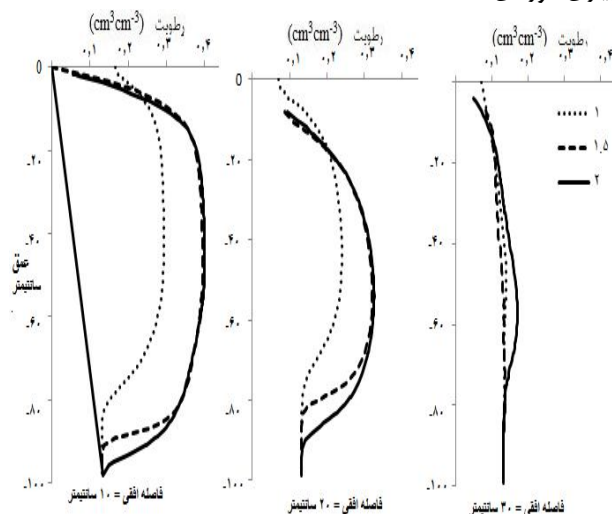 رطوبت (cm³cm⁻³)
۰٫۱ ۰٫۲ ۰٫۳ ۰٫۴
0
-۲۰
-۴۰
-۶۰
-۸۰
-۱۰۰
عمق
سانتیمتر
فاصله افقی = ۱۰ سانتیمتر
رطوبت (cm³cm⁻³)
۰٫۱ ۰٫۲ ۰٫۳ ۰٫۴
۰
-۲۰
-۴۰
-۶۰
-۸۰
-۱۰۰
فاصله افقی = ۲۰ سانتیمتر
رطوبت (cm³cm⁻³)
۰٫۱ ۰٫۲ ۰٫۳ ۰٫۴
۰
-۲۰
-۴۰
-۶۰
-۸۰
-۱۰۰
۱
۱٫۵
۲
فاصله افقی = ۳۰ سانتیمتر